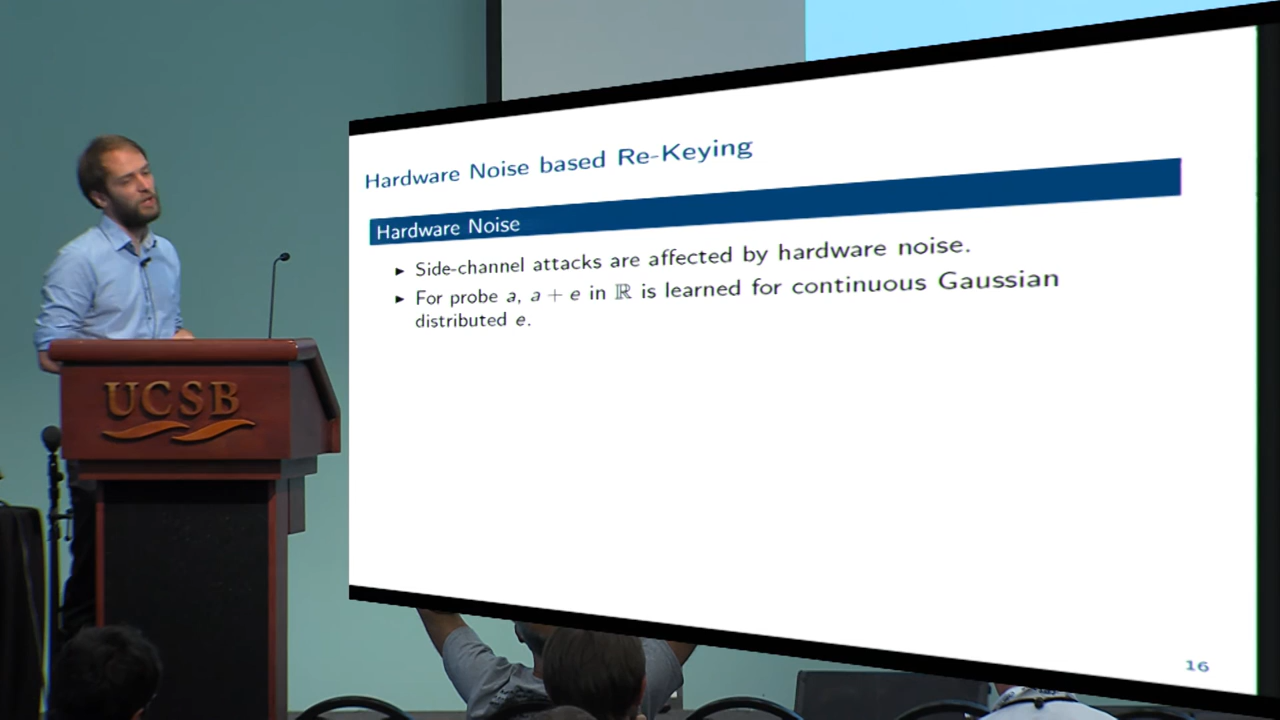 Hardware Noise based Re-Keying
Hardware Noise
▶ Side-channel attacks are affected by hardware noise.
▶ For probe a, a + e in ℝ is learned for continuous Gaussian
distributed e.
16
UCSB